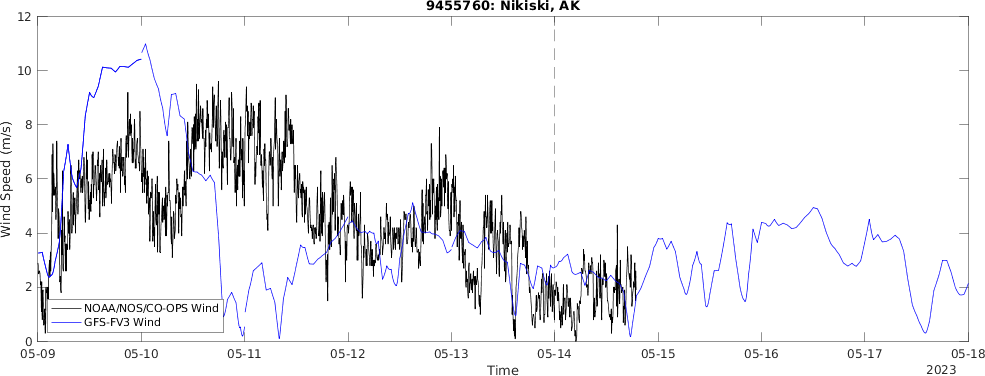 9455760: Nikiski, AK
Wind Speed (m/s)
12
10
8
6
4
2
0
NOAA/NOS/CO-OPS Wind
GFS-FV3 Wind
05-09 05-10 05-11 05-12 05-13 05-14 05-15 05-16 05-17 05-18
Time
2023